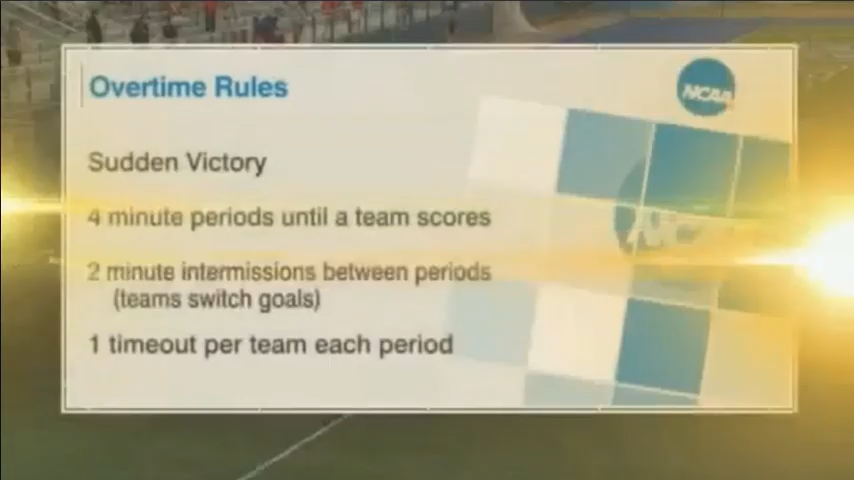 Overtime Rules
NCAA
Sudden Victory
4 minute periods until a team scores
NCAA
2 minute intermissions between periods
(teams switch goals)
1 timeout per team each period